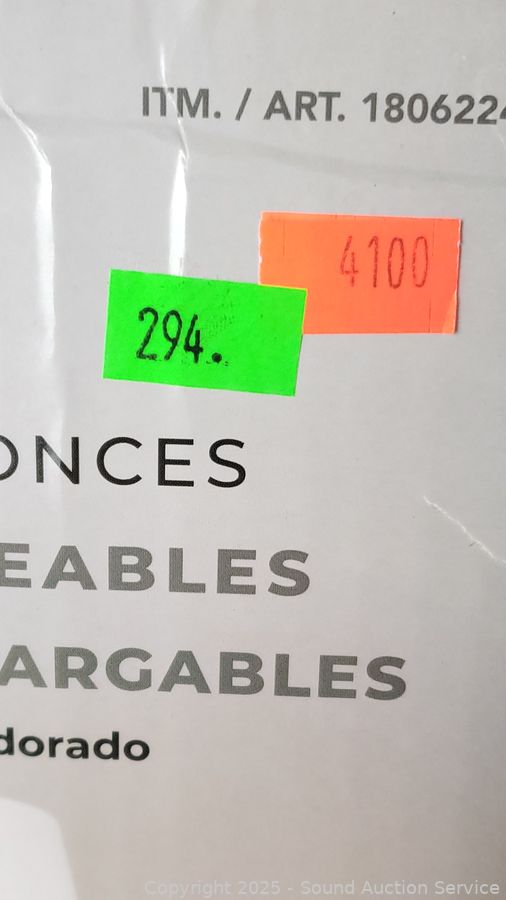 ITM. / ART. 1806224
4100
294.
ONCES
EABLES
ARGABLES
dorado
Copyright 2025 - Sound Auction Service